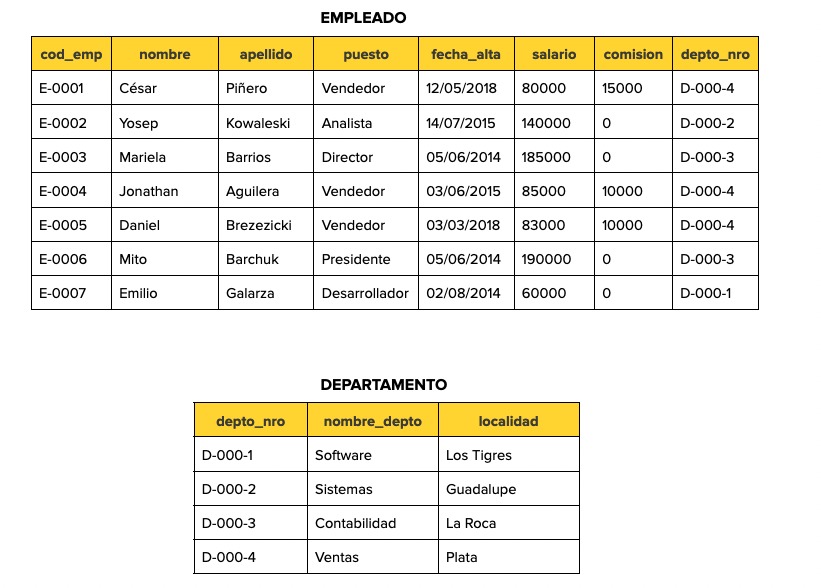 EMPLEADO
cod_emp nombre apellido puesto fecha_alta salario comision depto_nro
E-0001 César Piñero Vendedor 12/05/2018 80000 15000 D-000-4
E-0002 Yosep Kowaleski Analista 14/07/2015 140000 0 D-000-2
E-0003 Mariela Barrios Director 05/06/2014 185000 0 D-000-3
E-0004 Jonathan Aguilera Vendedor 03/06/2015 85000 10000 D-000-4
E-0005 Daniel Brezezicki Vendedor 03/03/2018 83000 10000 D-000-4
E-0006 Mito Barchuk Presidente 05/06/2014 190000 0 D-000-3
E-0007 Emilio Galarza Desarrollador 02/08/2014 60000 0 D-000-1
DEPARTAMENTO
depto_nro nombre_depto localidad
D-000-1 Software Los Tigres
D-000-2 Sistemas Guadalupe
D-000-3 Contabilidad La Roca
D-000-4 Ventas Plata